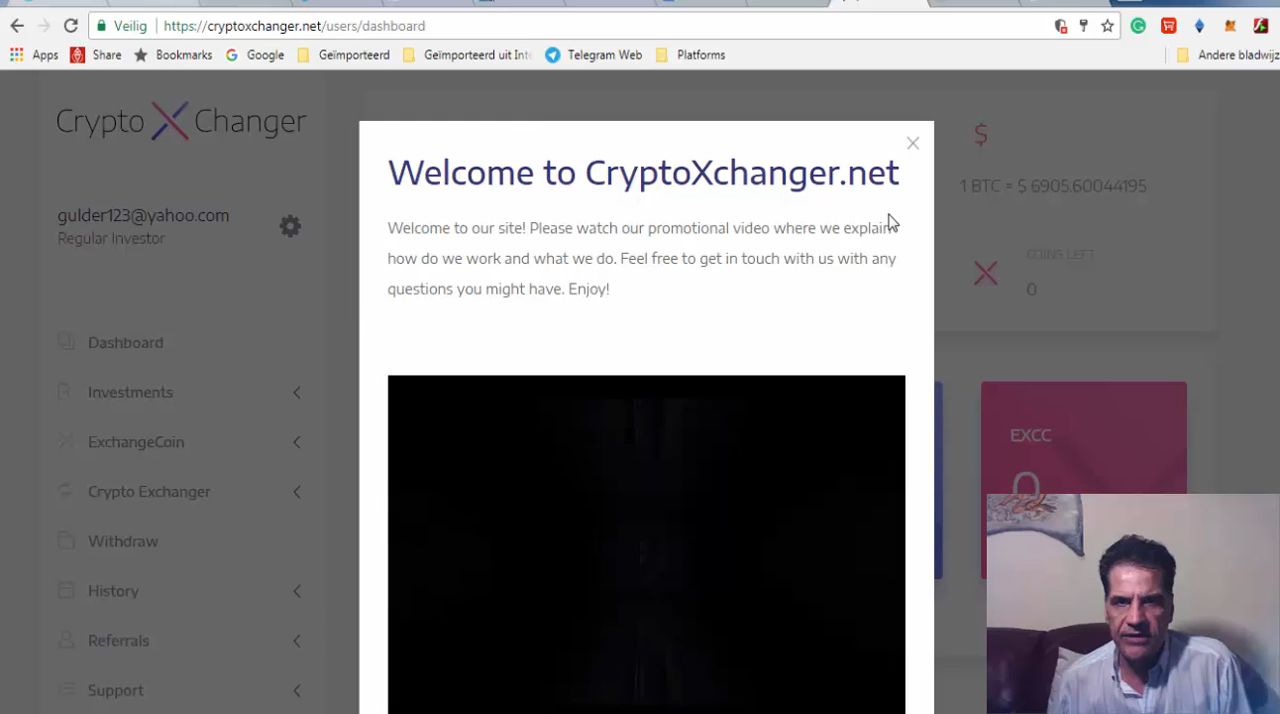 Veilig
https://cryptoxchanger.net/users/dashboard
Apps Share Bookmarks Google Geïmporteerd Geïmporteerd uit Inte Telegram Web Platforms Andere bladwijz
Crypto X Changer
gulder123@yahoo.com
Regular Investor
Dashboard
Investments
ExchangeCoin
Crypto Exchanger
Withdraw
History
Referrals
Support
Welcome to CryptoXchanger.net
Welcome to our site! Please watch our promotional video where we explain
how do we work and what we do. Feel free to get in touch with us with any
questions you might have. Enjoy!
$
1 BTC = $ 6905.60044195
COINS LEFT
0
EXCC
0